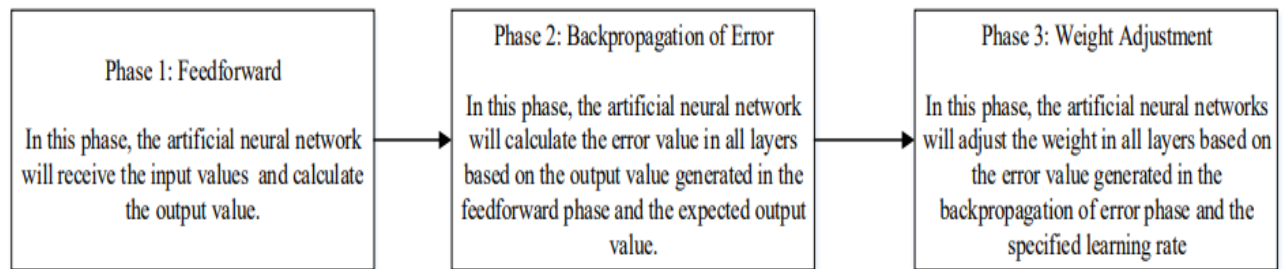 Phase 1: Feedforward
In this phase, the artificial neural network
will receive the input values and calculate
the output value.
Phase 2: Backpropagation of Error
In this phase, the artificial neural network
will calculate the error value in all layers
based on the output value generated in the
feedforward phase and the expected output
value.
Phase 3: Weight Adjustment
In this phase, the artificial neural networks
will adjust the weight in all layers based on
the error value generated in the
backpropagation of error phase and the
specified learning rate